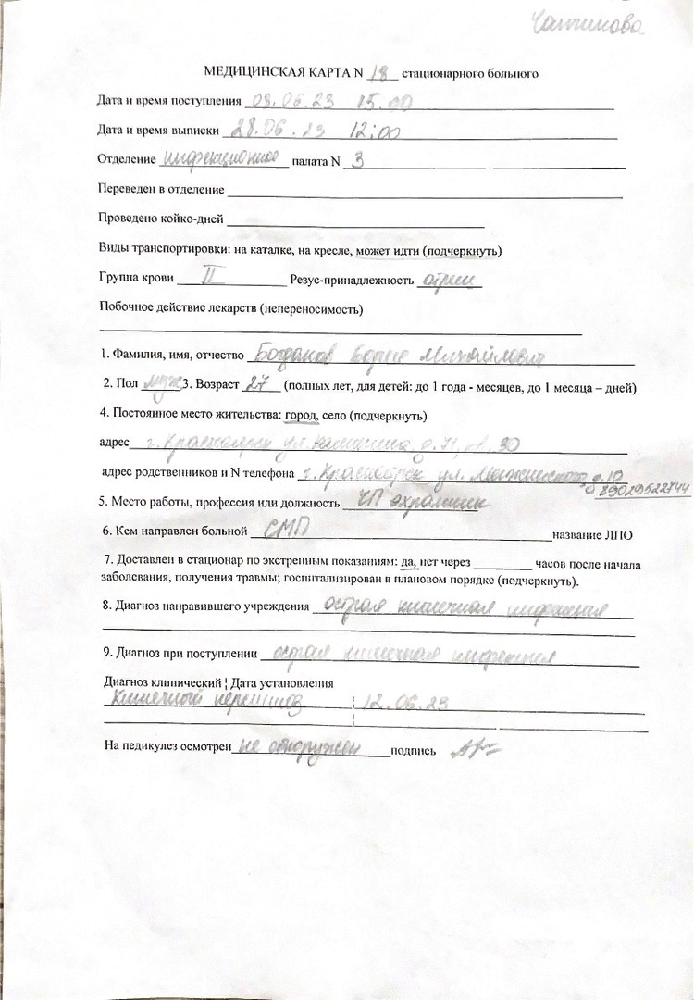 МЕДИЦИНСКАЯ КАРТА N 18 стационарного больного
Дата и время поступления 08.06.23 15.00
Дата и время выписки 28.06.23 12:00
Отделение инфекционное палата N 3
Переведен в отделение
Проведено койко-дней
Виды транспортировки: на каталке, на кресле, может идти (подчеркнуть)
Группа крови II Резус-принадлежность отриц
Побочное действие лекарств (непереносимость)
1. Фамилия, имя, отчество Богданов Борис Михайлович
2. Пол муж 3. Возраст 27 (полных лет, для детей: до 1 года - месяцев, до 1 месяца – дней)
4. Постоянное место жительства: город, село (подчеркнуть)
адрес г. Красноярск ул. д. 71, кв. 30
адрес родственников и N телефона г. Красноярск ул. Менжинского д.10
89029522744
5. Место работы, профессия или должность ЧП охранник
6. Кем направлен больной СМП название ЛПО
7. Доставлен в стационар по экстренным показаниям: да, нет через часов после начала
заболевания, получения травмы; госпитализирован в плановом порядке (подчеркнуть).
8. Диагноз направившего учреждения острая кишечная инфекция
9. Диагноз при поступлении острая кишечная инфекция
Диагноз клинический ¦ Дата установления
Кишечный иерсиниоз 12.06.23
На педикулез осмотрен не обнаружен подпись